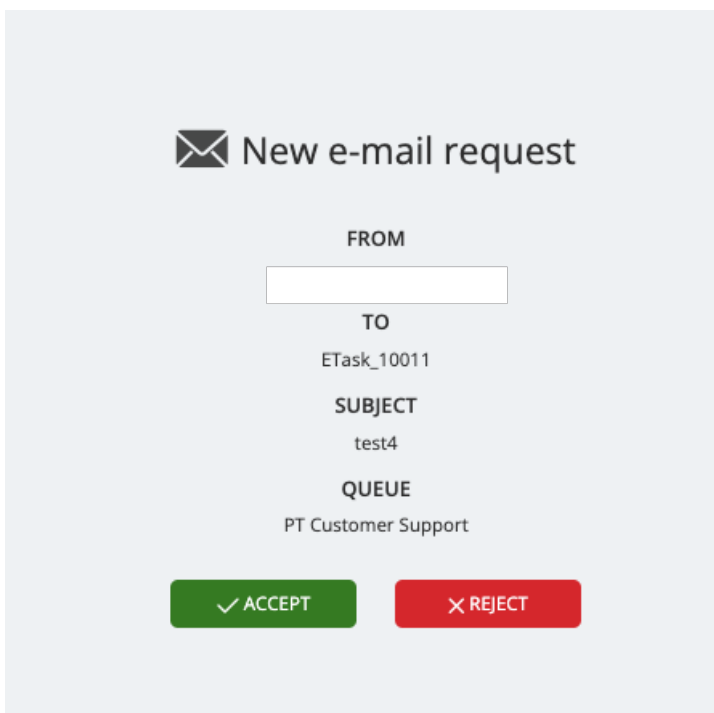 New e-mail request
FROM
TO
ETask_10011
SUBJECT
test4
QUEUE
PT Customer Support
ACCEPT
REJECT